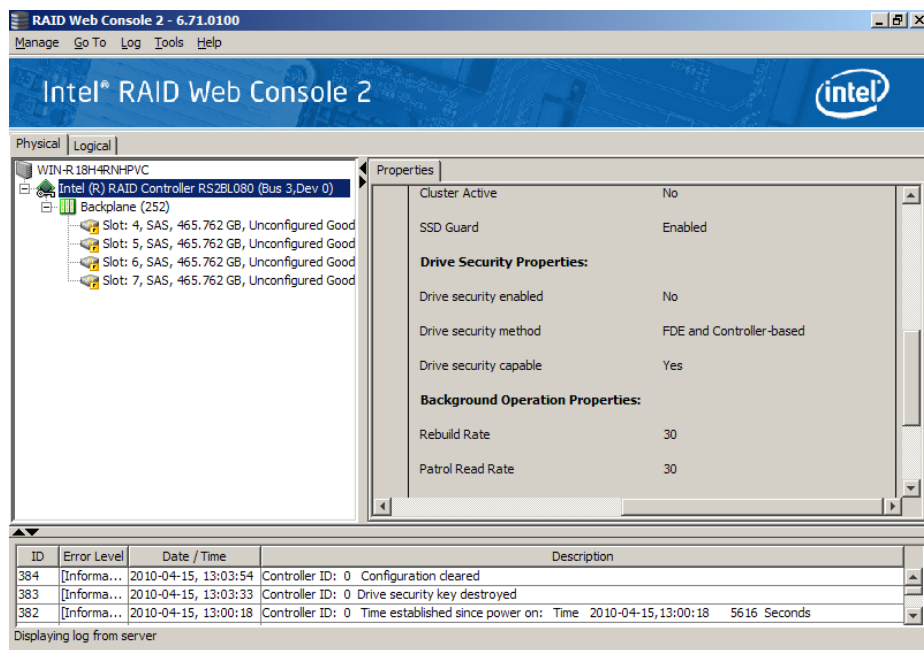 RAID Web Console 2 - 6.71.0100
Manage Go To Log Tools Help
Intel® RAID Web Console 2
intel
Physical Logical
WIN-R18H4RNHPVC
Intel (R) RAID Controller RS2BL080 (Bus 3,Dev 0)
Backplane (252)
Slot: 4, SAS, 465.762 GB, Unconfigured Good
Slot: 5, SAS, 465.762 GB, Unconfigured Good
Slot: 6, SAS, 465.762 GB, Unconfigured Good
Slot: 7, SAS, 465.762 GB, Unconfigured Good
Properties
Cluster Active No
SSD Guard Enabled
Drive Security Properties:
Drive security enabled No
Drive security method FDE and Controller-based
Drive security capable Yes
Background Operation Properties:
Rebuild Rate 30
Patrol Read Rate 30
ID Error Level Date / Time Description
384 [Informa... 2010-04-15, 13:03:54 Controller ID: 0 Configuration cleared
383 [Informa... 2010-04-15, 13:03:33 Controller ID: 0 Drive security key destroyed
382 [Informa... 2010-04-15, 13:00:18 Controller ID: 0 Time established since power on: Time 2010-04-15,13:00:18 5616 Seconds
Displaying log from server